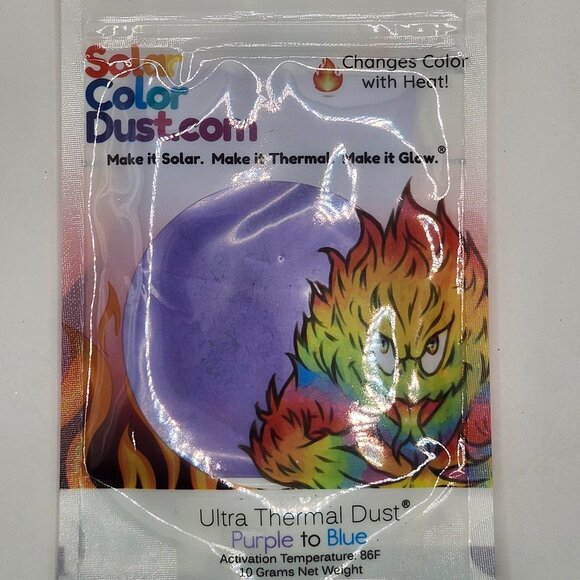 Solar
Color
Dust.com
Changes Color
with Heat!
Make it Solar. Make it Thermal. Make it Glow.®
Ultra Thermal Dust®
Purple to Blue
Activation Temperature: 86F
10 Grams Net Weight